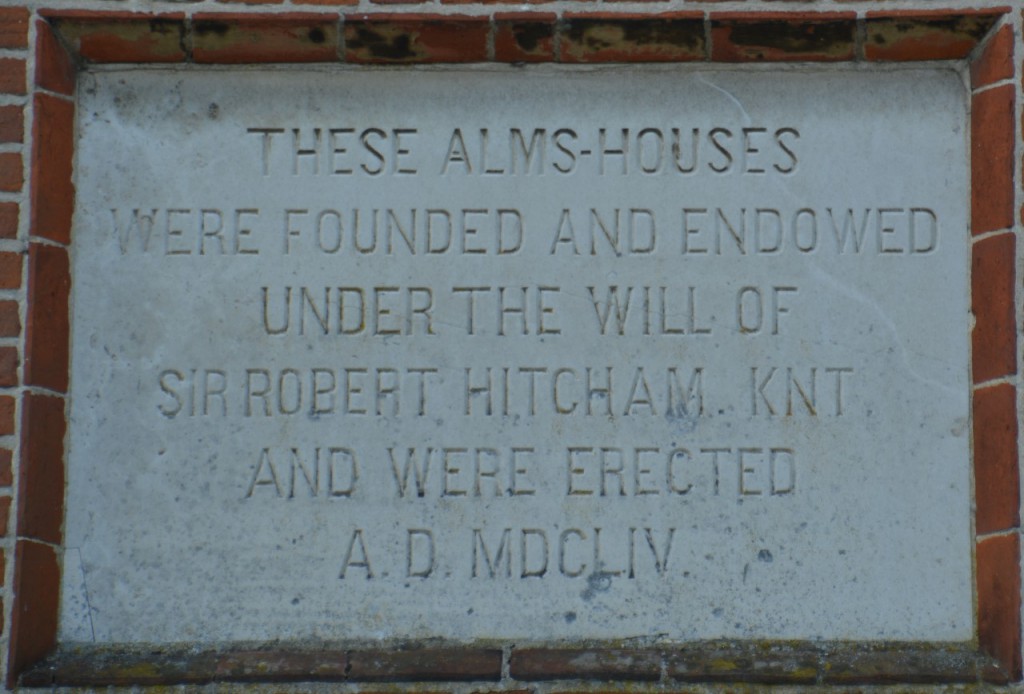 THESE ALMS-HOUSES
WERE FOUNDED AND ENDOWED
UNDER THE WILL OF
SIR ROBERT HITCHAM. KNT
AND WERE ERECTED
A. D. MDCLIV.